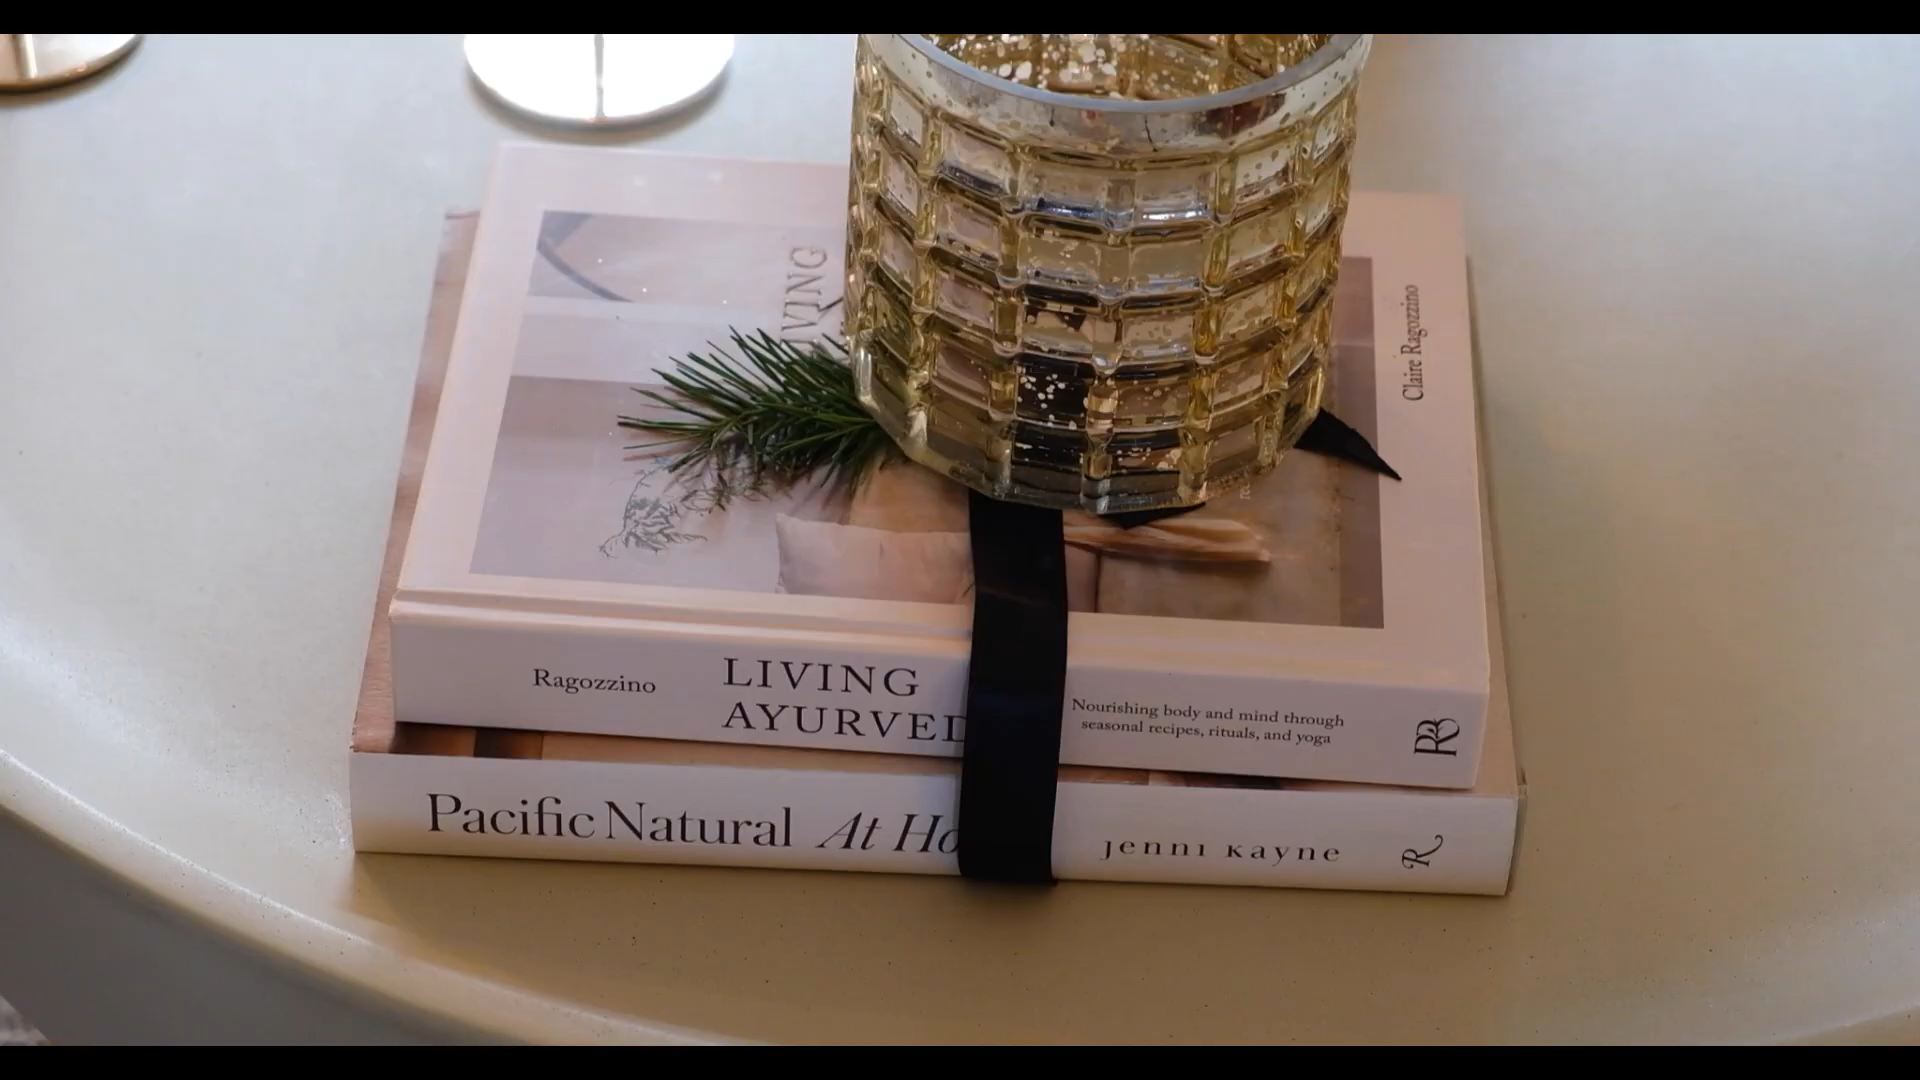 LIVING
Claire Ragozzino
Ragozzino
LIVING
AYURVED
Nourishing body and mind through
seasonal recipes, rituals, and yoga
RB
Pacific Natural At Ho
jenni kayne
R